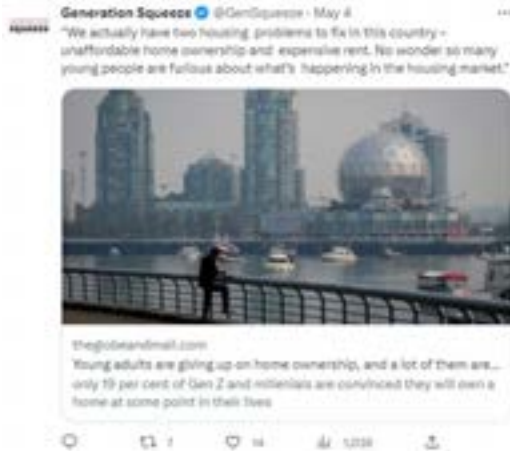 Generation Squeeze @GenSqueeze · May 4
"We actually have two housing problems to fix in this country –
unaffordable home ownership and expensive rent. No wonder so many
young people are furious about what's happening in the housing market."
theglobeandmail.com
Young adults are giving up on home ownership, and a lot of them are...
only 19 per cent of Gen Z and millenials are convinced they will own a
home at some point in their lives
14